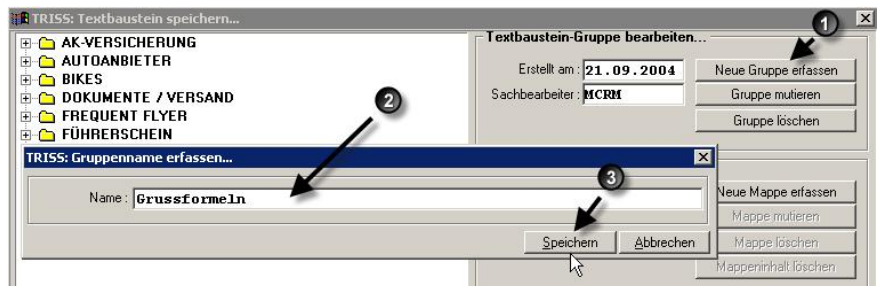 TRISS: Textbaustein speichern...
AK-VERSICHERUNG
AUTOANBIETER
BIKES
DOKUMENTE / VERSAND
FREQUENT FLYER
FÜHRERSCHEIN
Textbaustein-Gruppe bearbeiten...
1
Erstellt am : 21.09.2004
Neue Gruppe erfassen
Sachbearbeiter : MCRM
Gruppe mutieren
Gruppe löschen
2
TRISS: Gruppenname erfassen...
Name : Grussformeln
3
Speichern
Abbrechen
Neue Mappe erfassen
Mappe mutieren
Mappe löschen
Mappeninhalt löschen